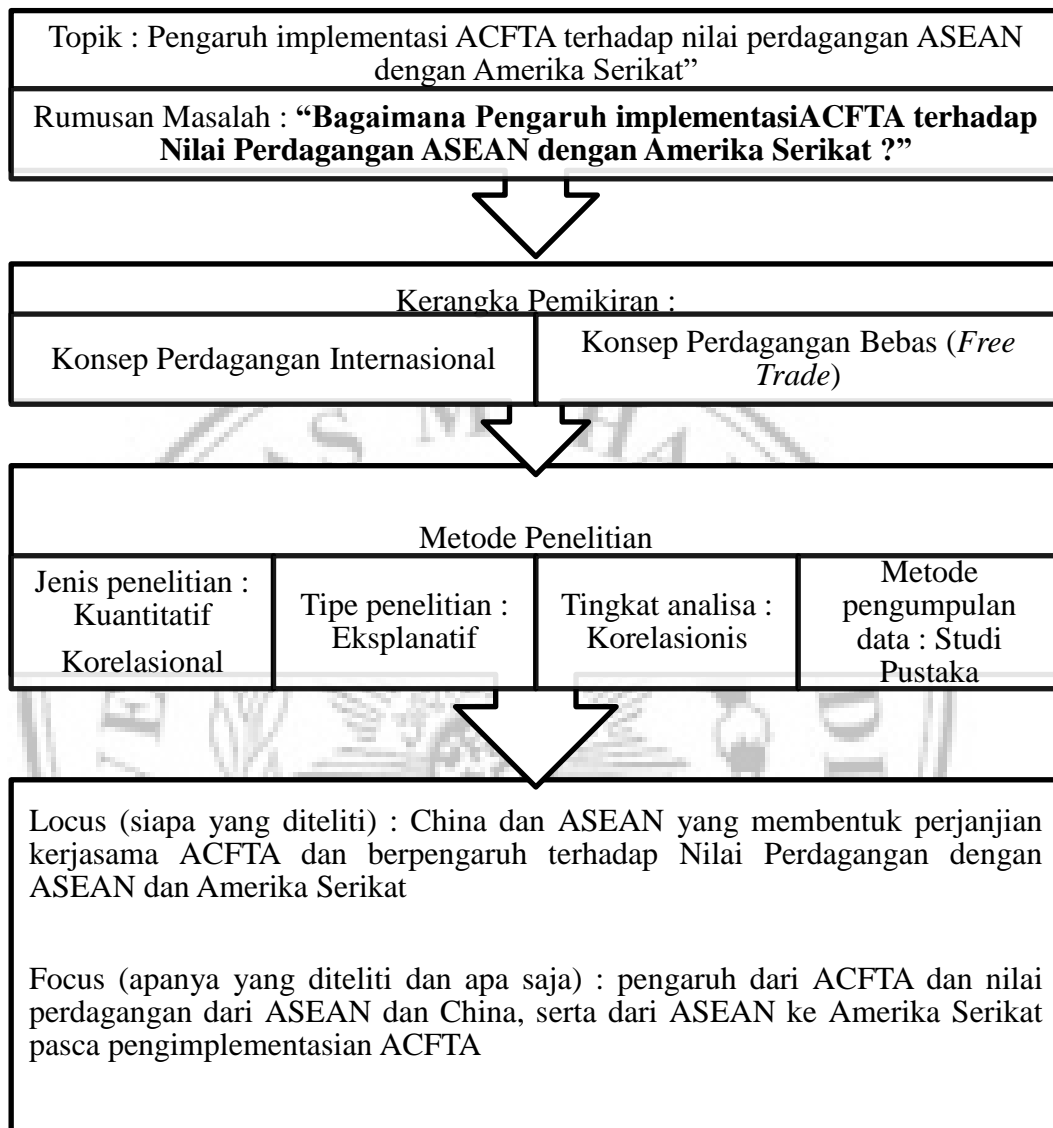 Topik : Pengaruh implementasi ACFTA terhadap nilai perdagangan ASEAN
dengan Amerika Serikat”
Rumusan Masalah : “Bagaimana Pengaruh implementasiACFTA terhadap
Nilai Perdagangan ASEAN dengan Amerika Serikat ?”
Kerangka Pemikiran :
Konsep Perdagangan Internasional
Konsep Perdagangan Bebas (Free
Trade)
Metode Penelitian
Jenis penelitian :
Kuantitatif
Korelasional
Tipe penelitian :
Eksplanatif
Tingkat analisa :
Korelasionis
Metode
pengumpulan
data : Studi
Pustaka
Locus (siapa yang diteliti) : China dan ASEAN yang membentuk perjanjian
kerjasama ACFTA dan berpengaruh terhadap Nilai Perdagangan dengan
ASEAN dan Amerika Serikat
Focus (apanya yang diteliti dan apa saja) : pengaruh dari ACFTA dan nilai
perdagangan dari ASEAN dan China, serta dari ASEAN ke Amerika Serikat
pasca pengimplementasian ACFTA